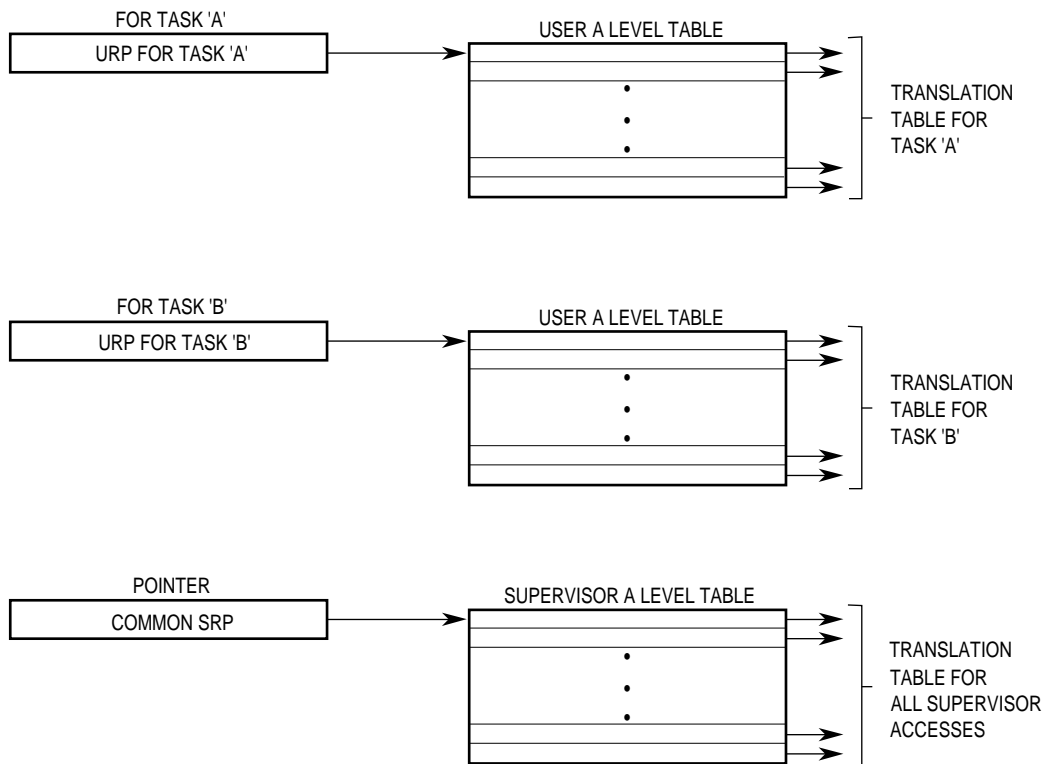 FOR TASK 'A'
URP FOR TASK 'A'
USER A LEVEL TABLE
TRANSLATION
TABLE FOR
TASK 'A'
FOR TASK 'B'
URP FOR TASK 'B'
USER A LEVEL TABLE
TRANSLATION
TABLE FOR
TASK 'B'
POINTER
COMMON SRP
SUPERVISOR A LEVEL TABLE
TRANSLATION
TABLE FOR
ALL SUPERVISOR
ACCESSES